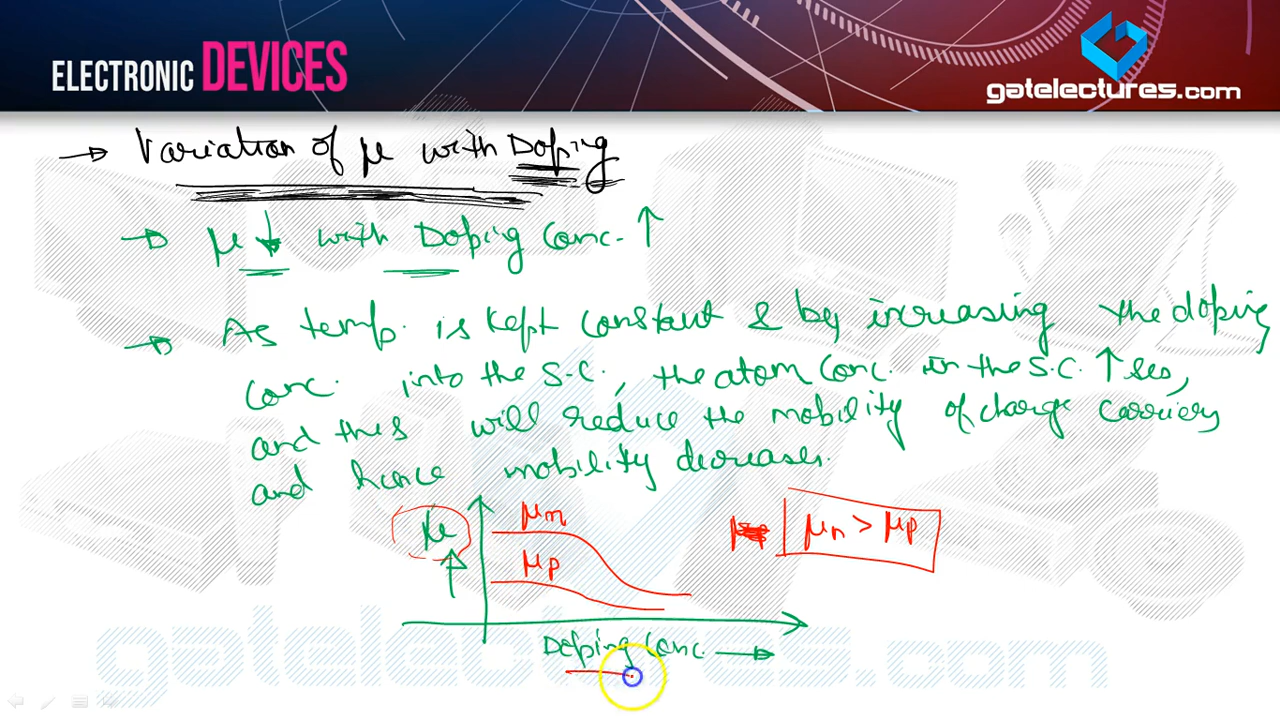 ELECTRONIC DEVICES
gatelectures.com
→ Variation of μ with Doping
→ μ ↓ with Doping Conc. ↑
→ As temp. is kept constant & by increasing the doping
conc. into the S.C., the atom conc. in the S.C. ↑ses,
and this will reduce the mobility of charge carriers
and hence mobility decreases.
μ ↑
μn
μp
μn > μp
Doping Conc. →
gatelectures.com